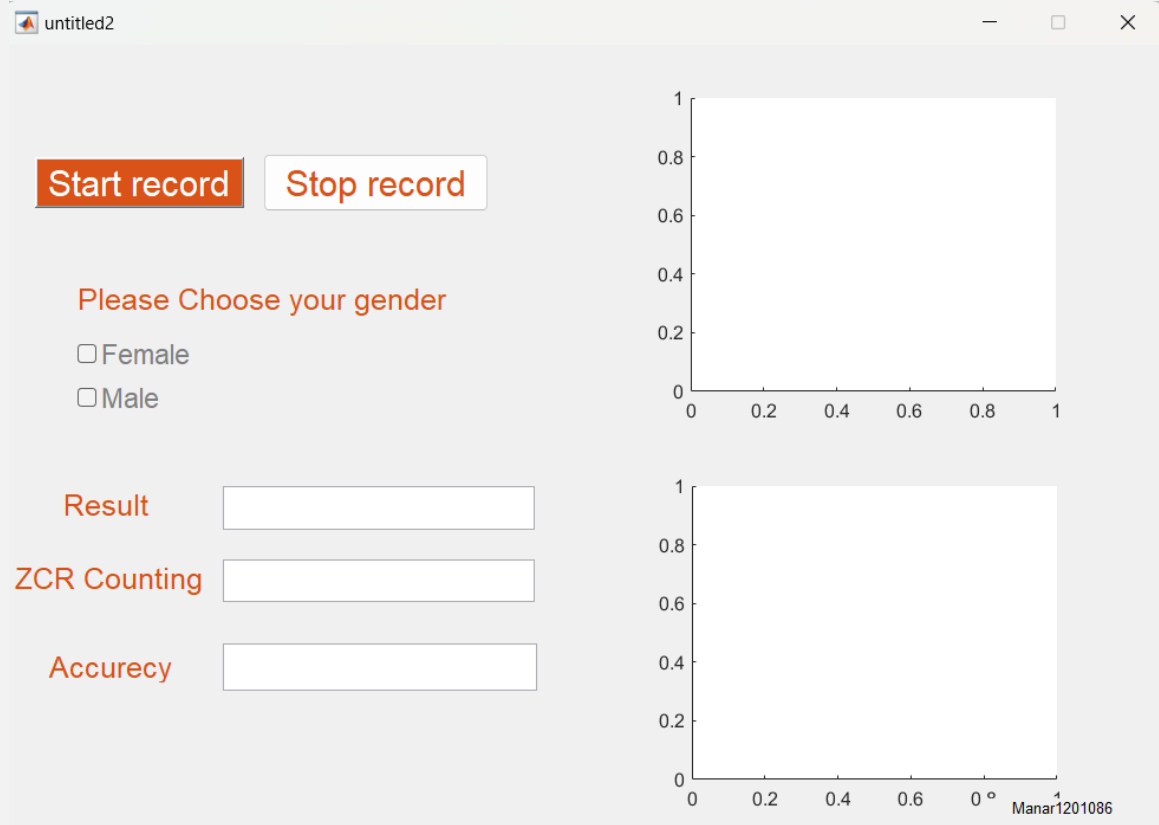 untitled2
Start record Stop record
Please Choose your gender
Female
Male
Result
ZCR Counting
Accurecy
1
0.8
0.6
0.4
0.2
0
0 0.2 0.4 0.6 0.8 1
1
0.8
0.6
0.4
0.2
0
0 0.2 0.4 0.6
Manar1201086